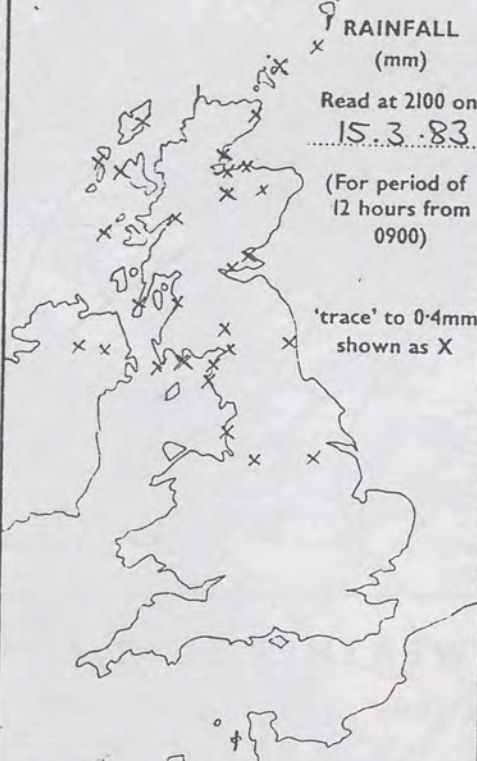 RAINFALL
(mm)
Read at 2100 on
15.3.83
(For period of
12 hours from
0900)
'trace' to 0·4mm
shown as X